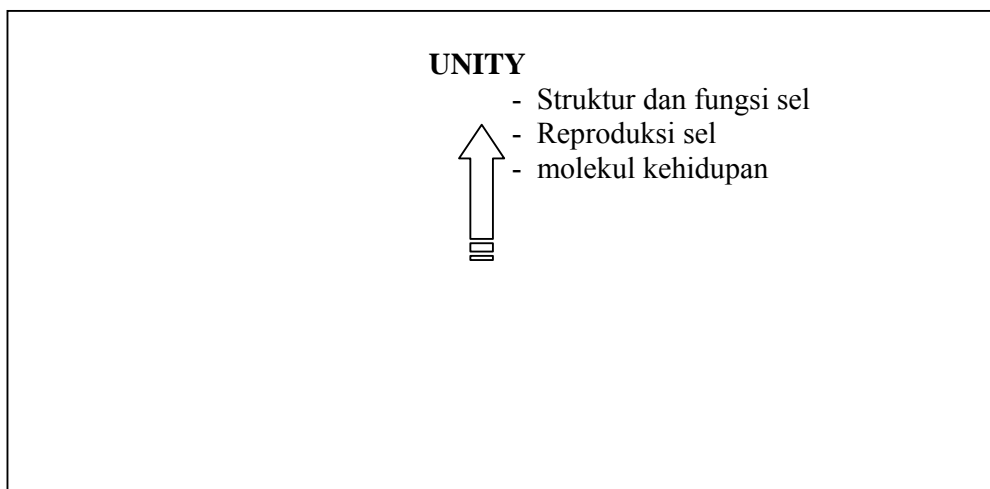 UNITY
- Struktur dan fungsi sel
- Reproduksi sel
- molekul kehidupan